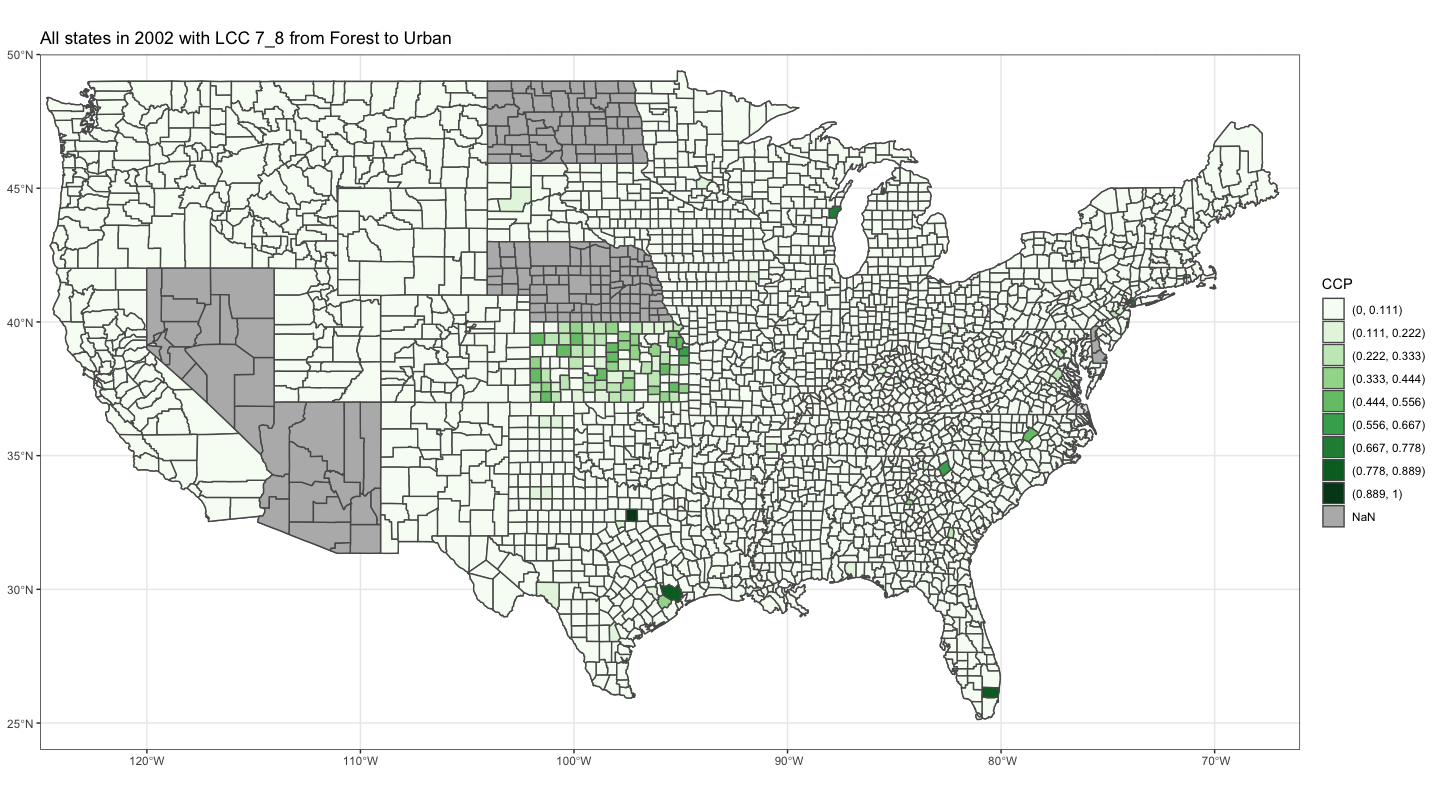 All states in 2002 with LCC 7_8 from Forest to Urban
50°N
45°N
40°N
35°N
30°N
25°N
120°W
110°W
100°W
90°W
80°W
70°W
CCP
(0, 0.111)
(0.111, 0.222)
(0.222, 0.333)
(0.333, 0.444)
(0.444, 0.556)
(0.556, 0.667)
(0.667, 0.778)
(0.778, 0.889)
(0.889, 1)
NaN